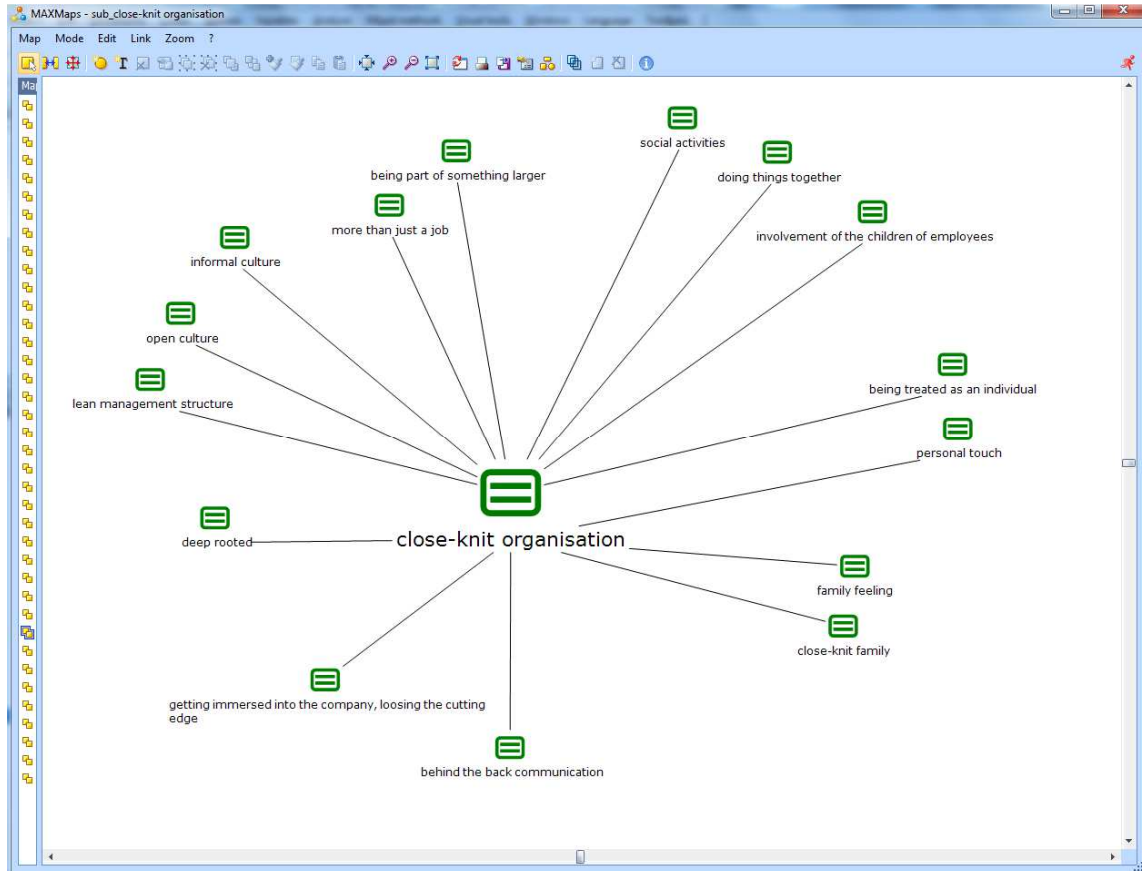 MAXMaps - sub_close-knit organisation
Map Mode Edit Link Zoom ?
Ma
social activities
being part of something larger
doing things together
more than just a job
involvement of the children of employees
informal culture
open culture
being treated as an individual
lean management structure
personal touch
close-knit organisation
deep rooted
family feeling
close-knit family
getting immersed into the company, loosing the cutting
edge
behind the back communication